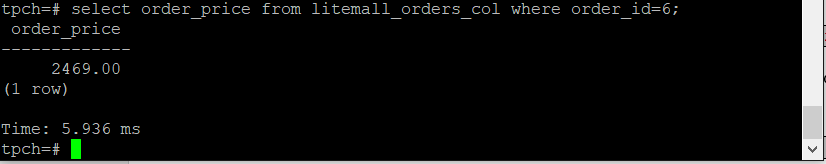 tpch=# select order_price from litemall_orders_col where order_id=6;
order_price
-------------
2469.00
(1 row)
Time: 5.936 ms
tpch=#